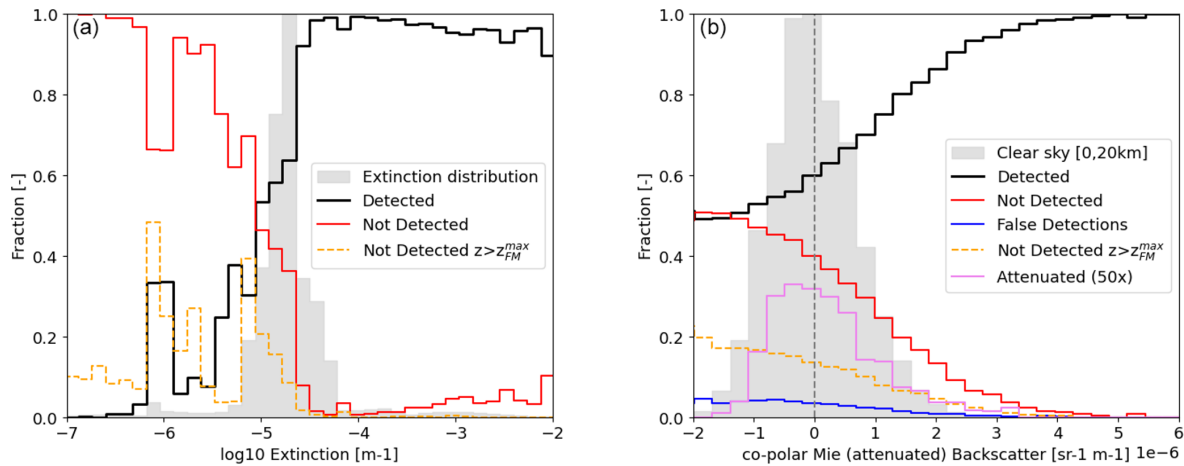 (a)
Fraction [-]
1.0
0.8
0.6
0.4
0.2
0.0
Extinction distribution
Detected
Not Detected
Not Detected z>z_{FM}^{max}
-7
-6
-5
-4
-3
-2
log10 Extinction [m-1]
(b)
Fraction [-]
1.0
0.8
0.6
0.4
0.2
0.0
Clear sky [0,20km]
Detected
Not Detected
False Detections
Not Detected z>z_{FM}^{max}
Attenuated (50x)
−2
−1
0
1
2
3
4
5
6
co-polar Mie (attenuated) Backscatter [sr-1 m-1] 1e−6